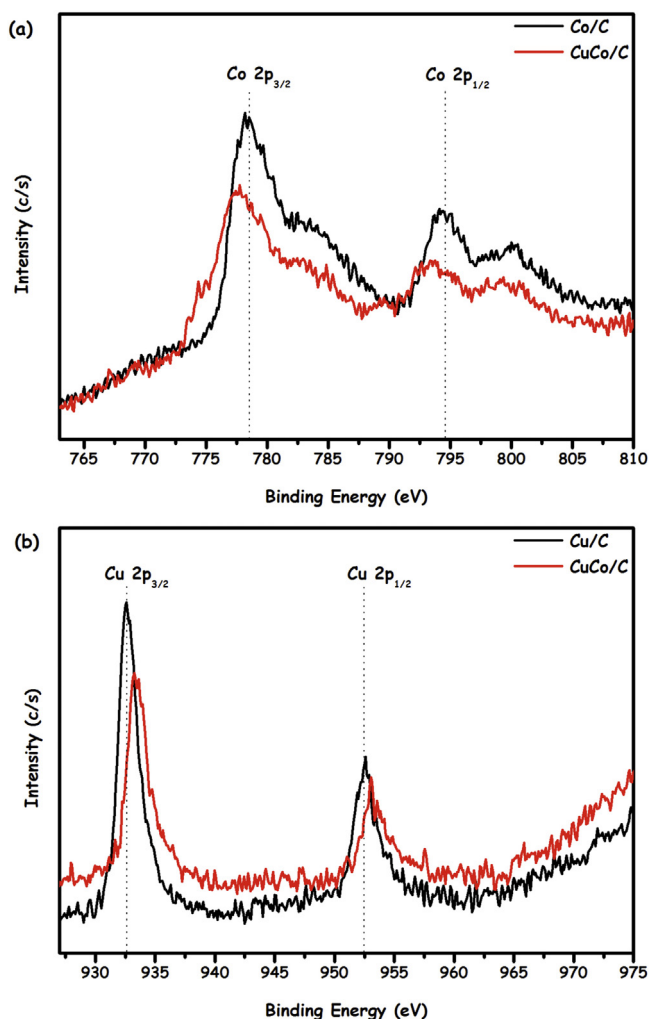 (a)
Co/C
CuCo/C
Co 2p3/2
Co 2p1/2
Intensity (c/s)
765 770 775 780 785 790 795 800 805 810
Binding Energy (eV)
(b)
Cu/C
CuCo/C
Cu 2p3/2
Cu 2p1/2
Intensity (c/s)
930 935 940 945 950 955 960 965 970 975
Binding Energy (eV)